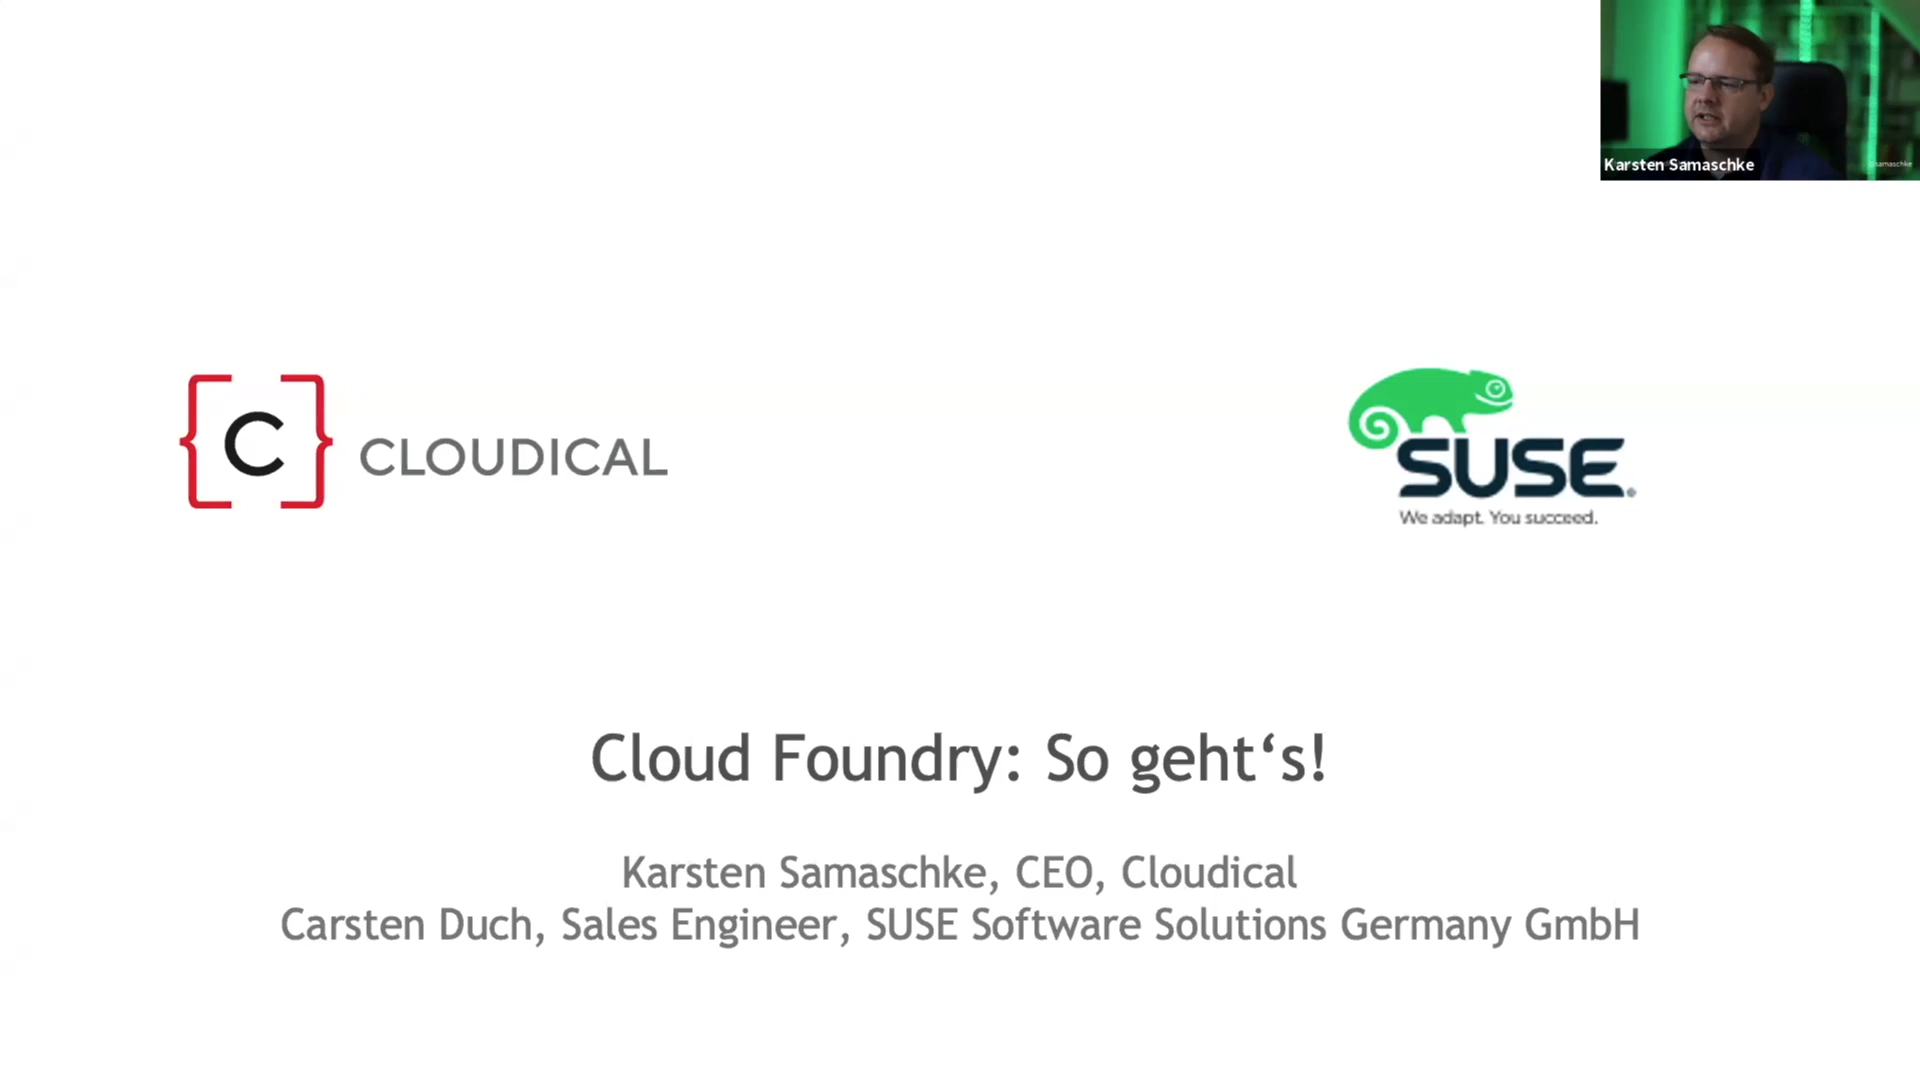 Karsten Samaschke
samaschke
C CLOUDICAL
SUSE
We adapt. You succeed.
Cloud Foundry: So geht‘s!
Karsten Samaschke, CEO, Cloudical
Carsten Duch, Sales Engineer, SUSE Software Solutions Germany GmbH